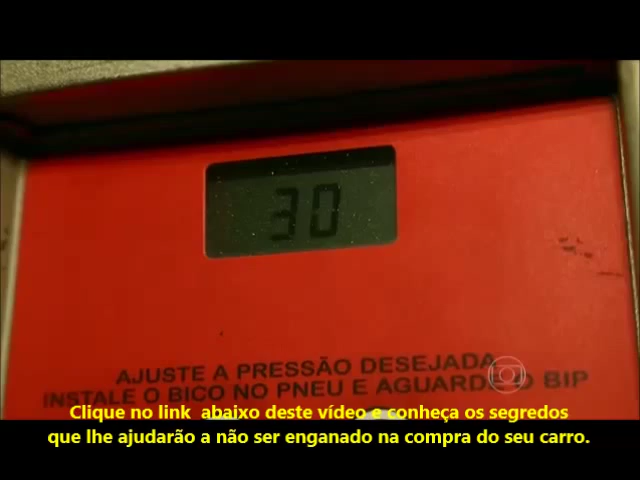 30
AJUSTE A PRESSÃO DESEJADA
INSTALE O BICO NO PNEU E AGUARDE O BIP
Clique no link abaixo deste vídeo e conheça os segredos
que lhe ajudarão a não ser enganado na compra do seu carro.